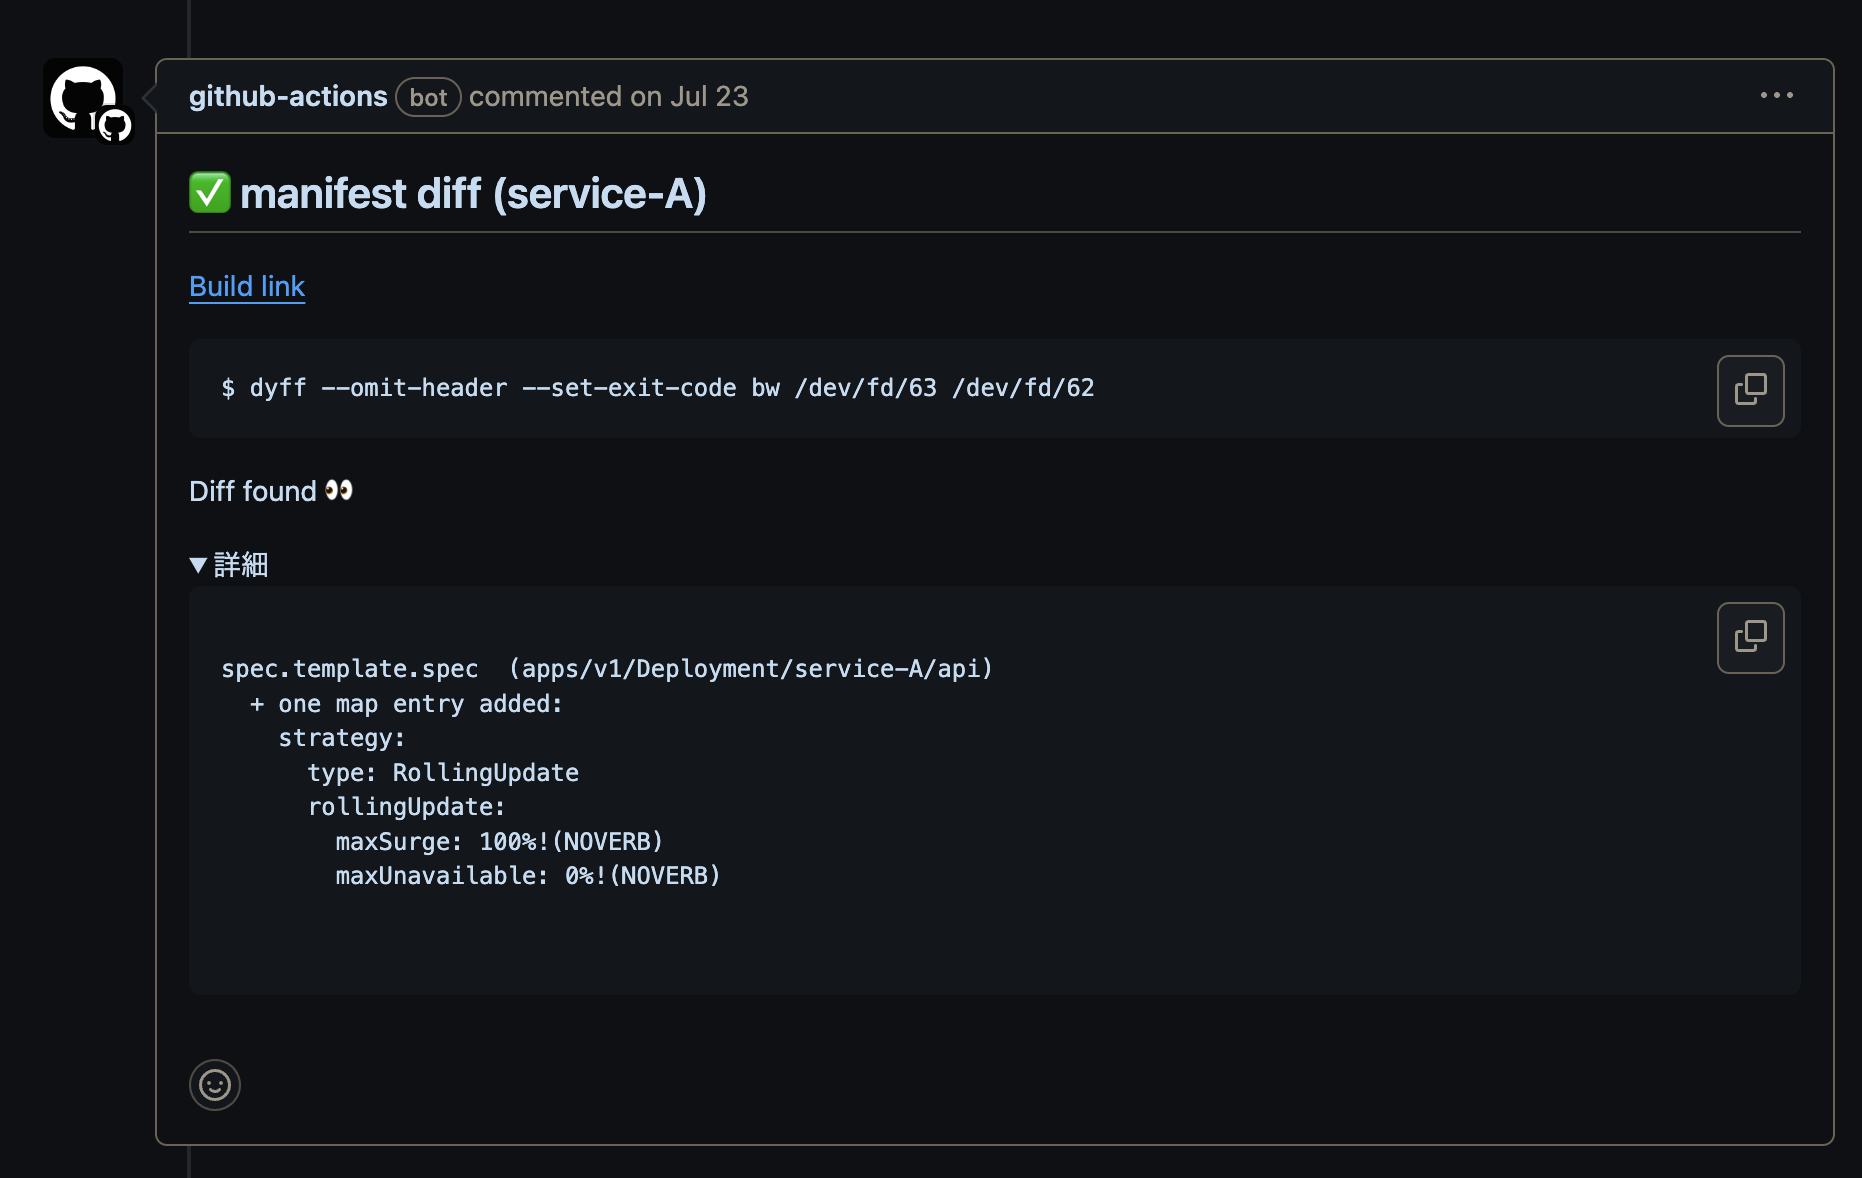 github-actions bot commented on Jul 23
✅ manifest diff (service-A)
Build link
$ dyff --omit-header --set-exit-code bw /dev/fd/63 /dev/fd/62
Diff found 👀
▼ 詳細
spec.template.spec  (apps/v1/Deployment/service-A/api)
  + one map entry added:
    strategy:
      type: RollingUpdate
      rollingUpdate:
        maxSurge: 100%!(NOVERB)
        maxUnavailable: 0%!(NOVERB)